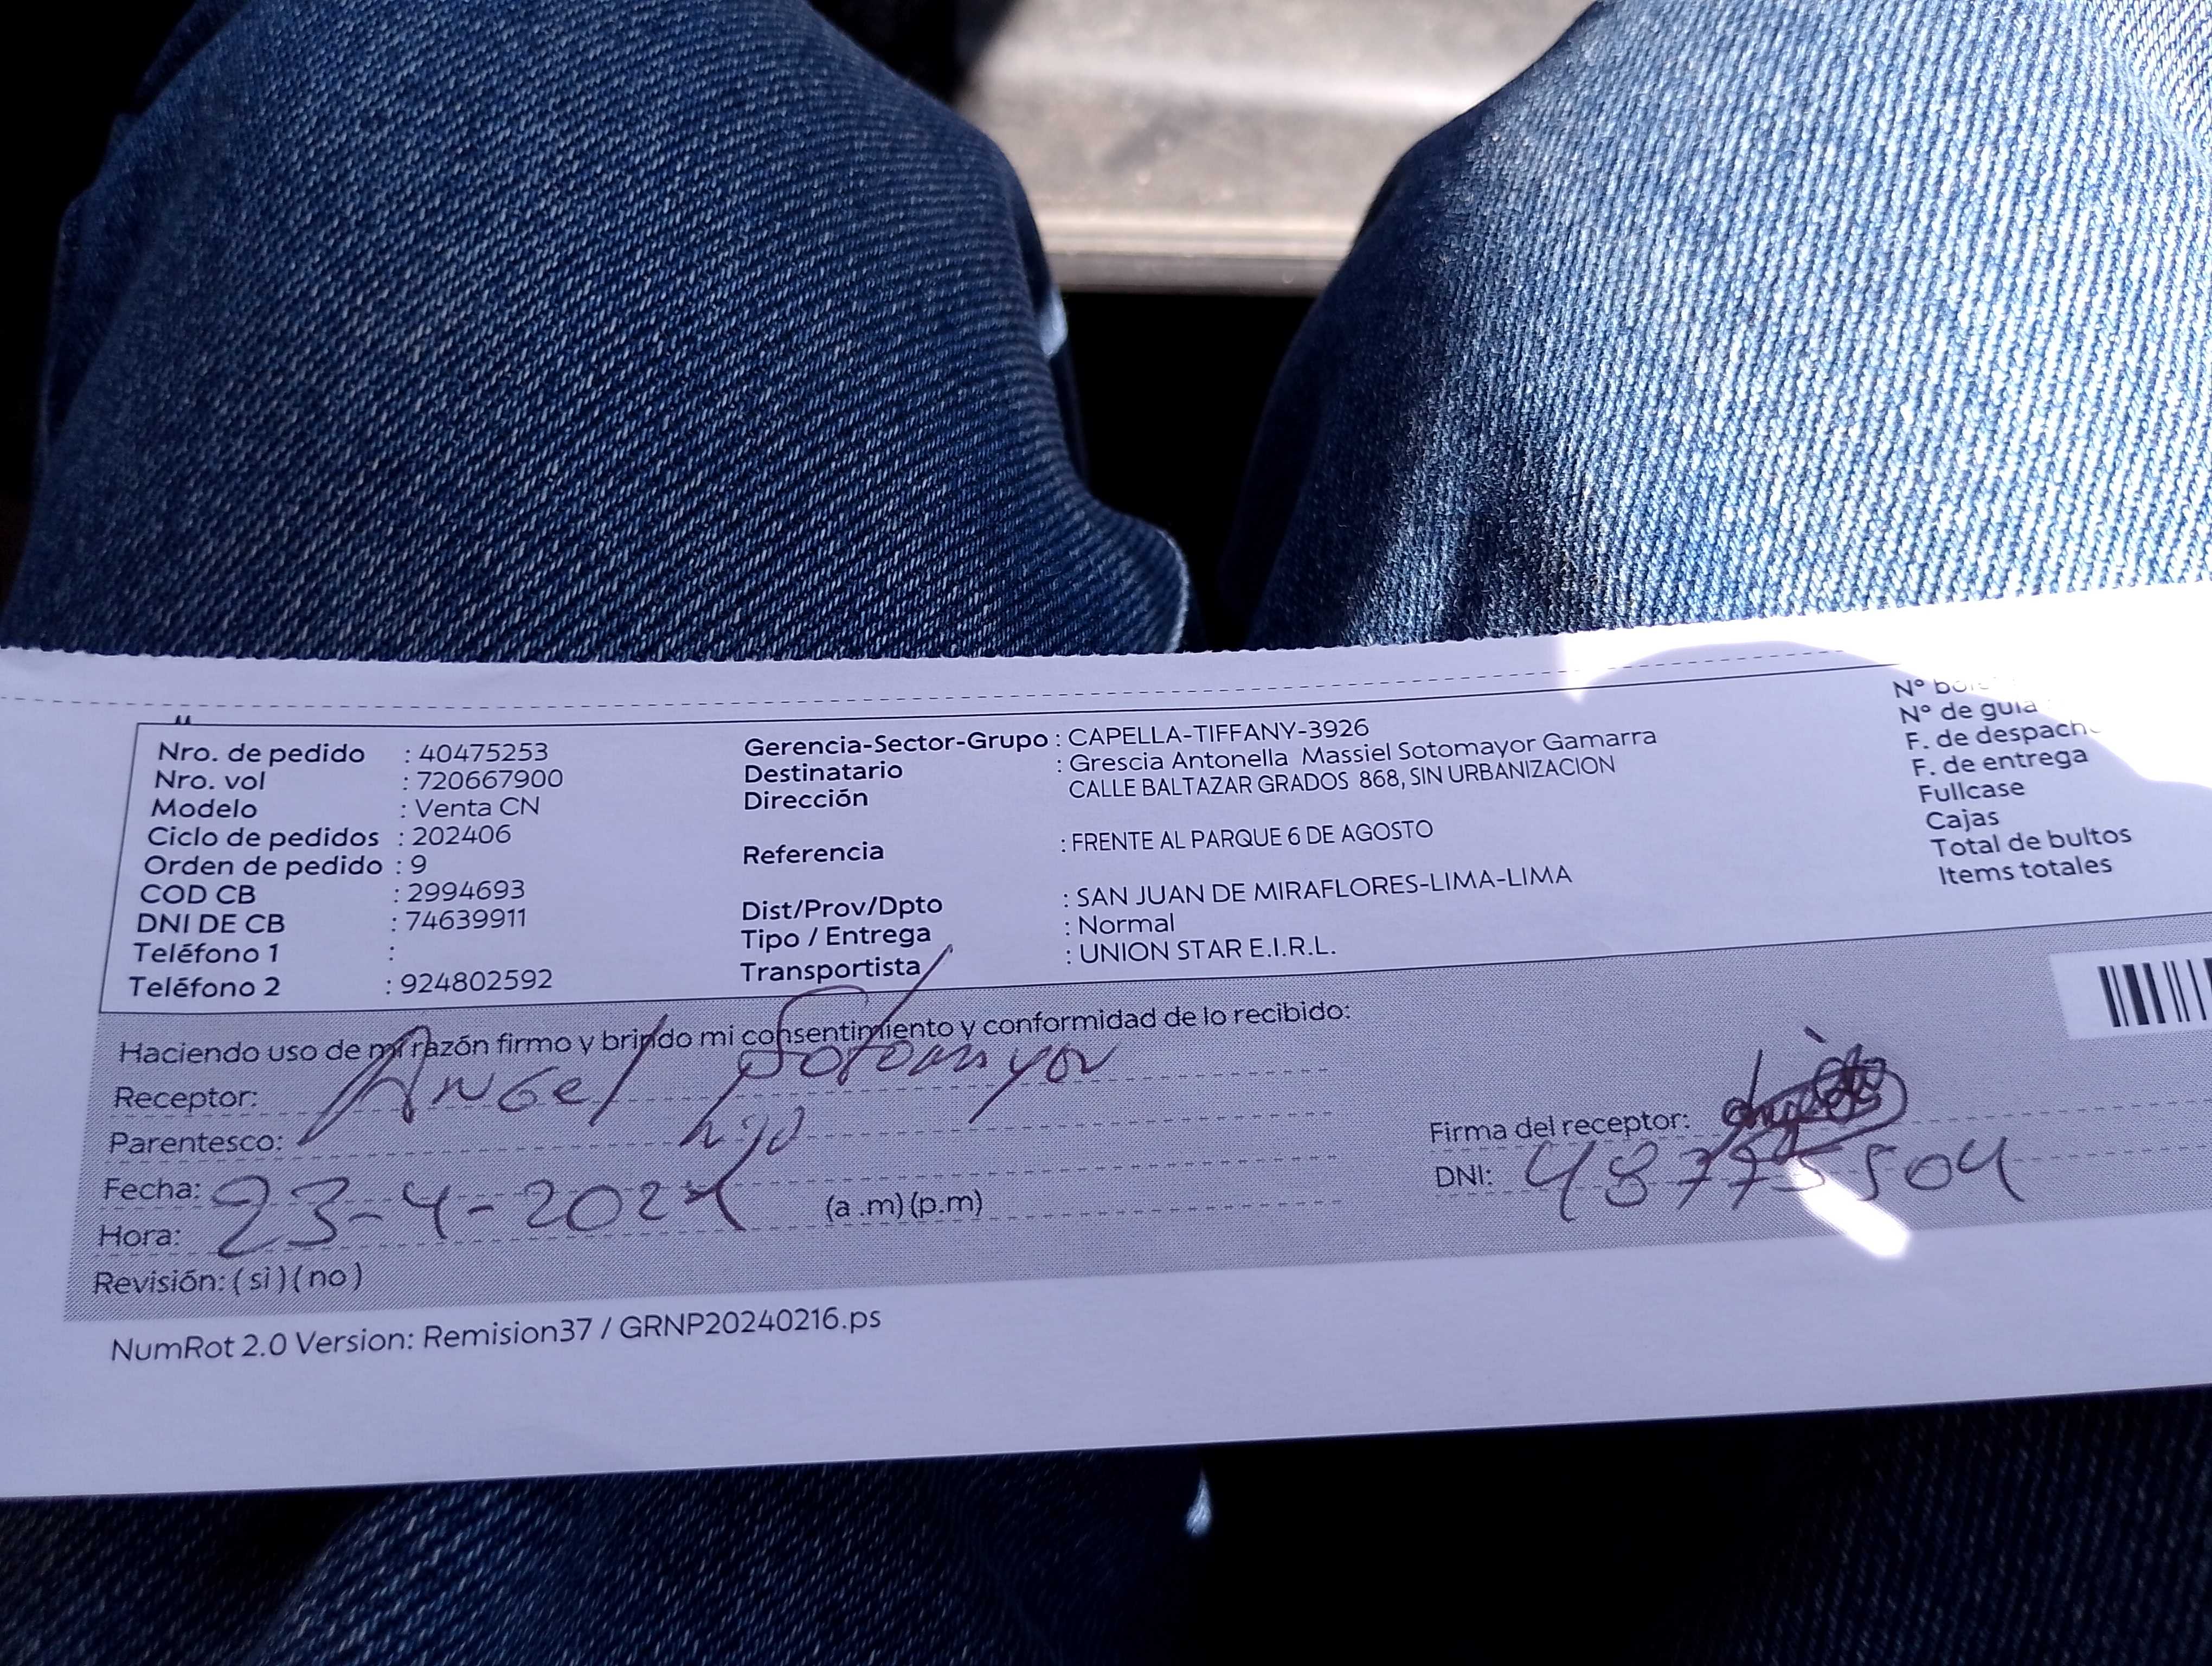 Nro. de pedido : 40475253
Nro. vol : 720667900
Modelo : Venta CN
Ciclo de pedidos : 202406
Orden de pedido : 9
COD CB : 2994693
DNI DE CB : 74639911
Teléfono 1 :
Teléfono 2 : 924802592
Gerencia-Sector-Grupo : CAPELLA-TIFFANY-3926
Destinatario : Grescia Antonella Massiel Sotomayor Gamarra
Dirección CALLE BALTAZAR GRADOS 868, SIN URBANIZACION
Referencia : FRENTE AL PARQUE 6 DE AGOSTO
Dist/Prov/Dpto : SAN JUAN DE MIRAFLORES-LIMA-LIMA
Tipo / Entrega : Normal
Transportista : UNION STAR E.I.R.L.
N°
N° de guia
F. de
F. de entrega
Fullcase
Cajas
Total de bultos
Items totales
Haciendo uso de mi razón firmo y brindo mi consentimiento y conformidad de lo recibido:
Receptor: Angel Sotomayor
Parentesco: hijo
Fecha: 23-4-2024
Hora: (a .m) (p.m)
Revisión: ( si ) ( no )
Firma del receptor:
DNI:
NumRot 2.0 Version: Remision37 / GRNP20240216.ps